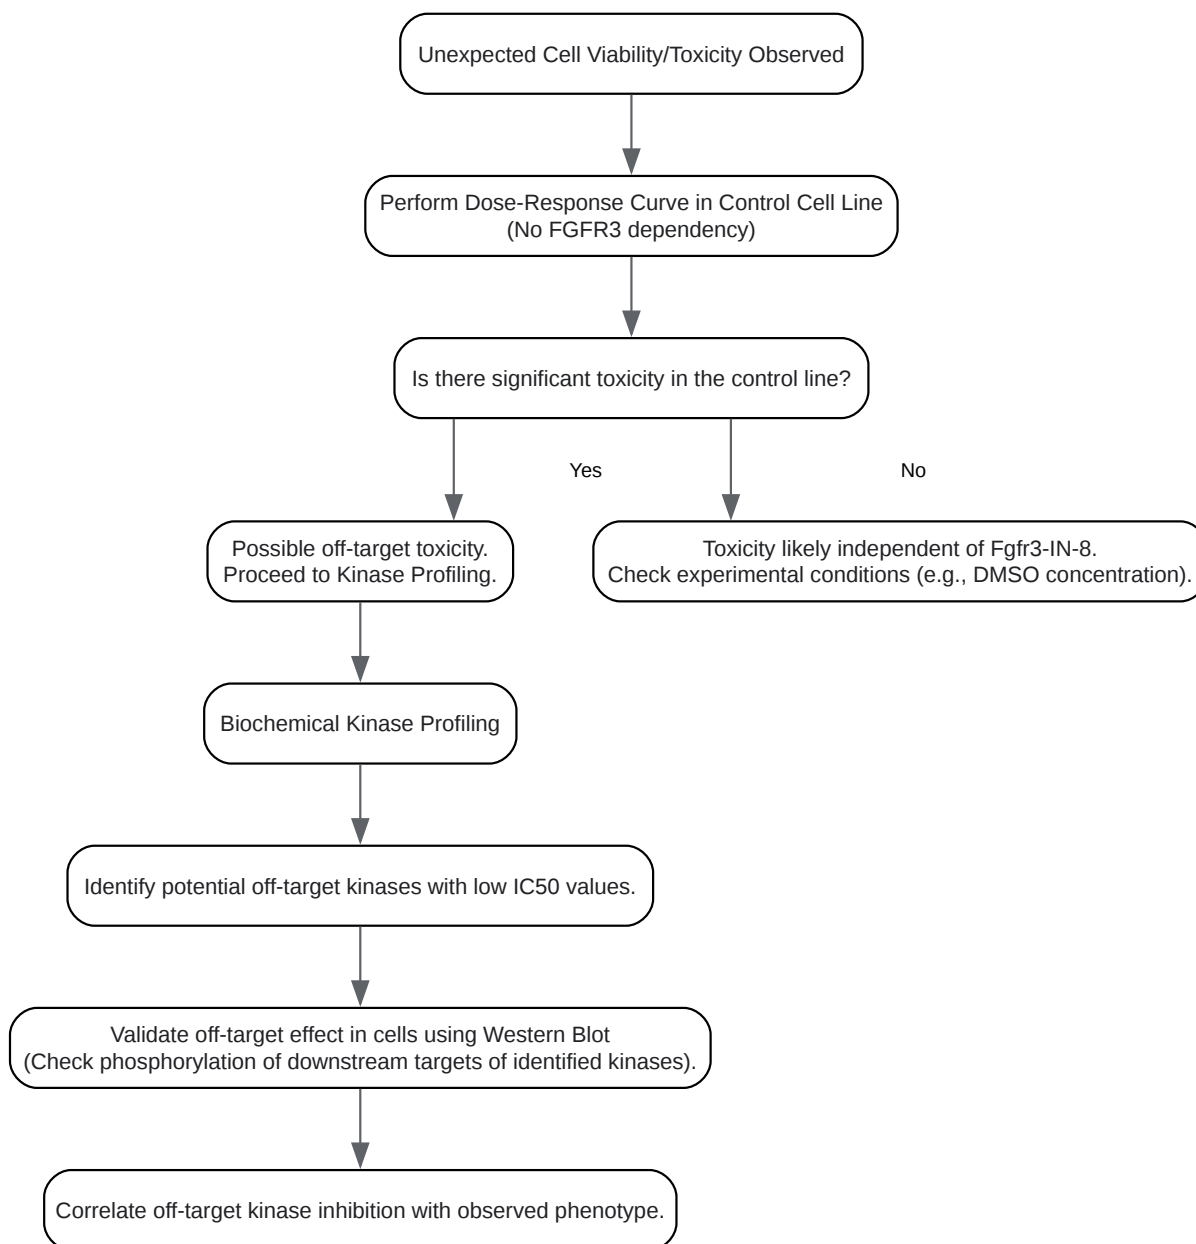 Unexpected Cell Viability/Toxicity Observed
Perform Dose-Response Curve in Control Cell Line
(No FGFR3 dependency)
Is there significant toxicity in the control line?
Yes
No
Possible off-target toxicity.
Proceed to Kinase Profiling.
Toxicity likely independent of Fgfr3-IN-8.
Check experimental conditions (e.g., DMSO concentration).
Biochemical Kinase Profiling
Identify potential off-target kinases with low IC50 values.
Validate off-target effect in cells using Western Blot
(Check phosphorylation of downstream targets of identified kinases).
Correlate off-target kinase inhibition with observed phenotype.